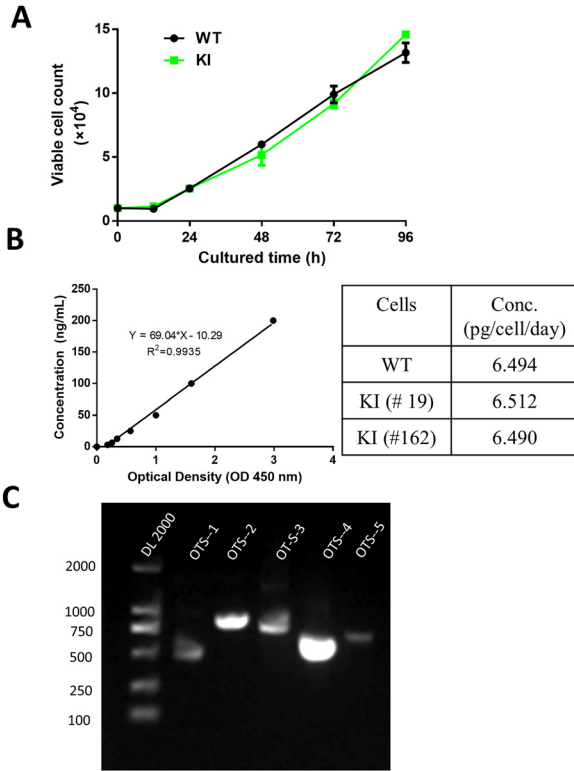 A
WT
KI
Viable cell count
(×10⁴)
15
10
5
0
0 24 48 72 96
Cultured time (h)
B
250
200
150
100
50
0
Y = 69.04*X - 10.29
R²=0.9935
Concentration (ng/mL)
0 1 2 3 4
Optical Density (OD 450 nm)
Cells Conc. (pg/cell/day)
WT 6.494
KI (# 19) 6.512
KI (#162) 6.490
C
DL 2000 OTS--1 OTS--2 OT-S-3 OTS--4 OTS--5
2000
1000
750
500
250
100